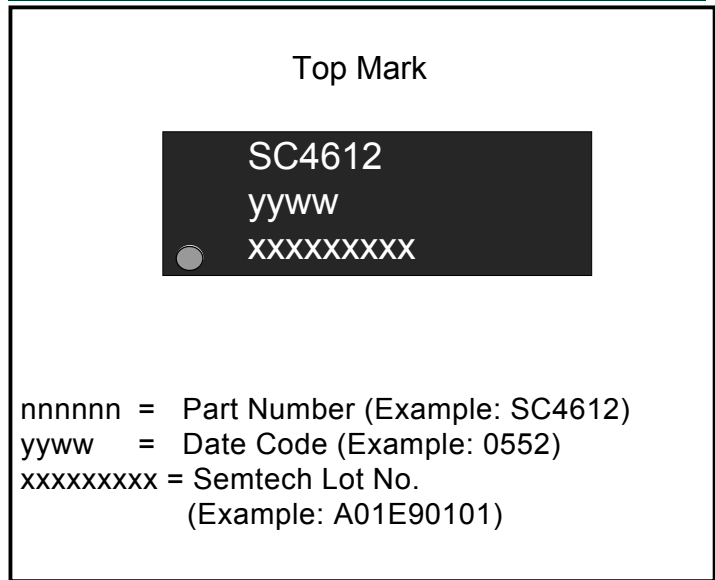 Top Mark
SC4612
yyww
xxxxxxxxx
nnnnnn = Part Number (Example: SC4612)
yyww = Date Code (Example: 0552)
xxxxxxxxx = Semtech Lot No.
(Example: A01E90101)